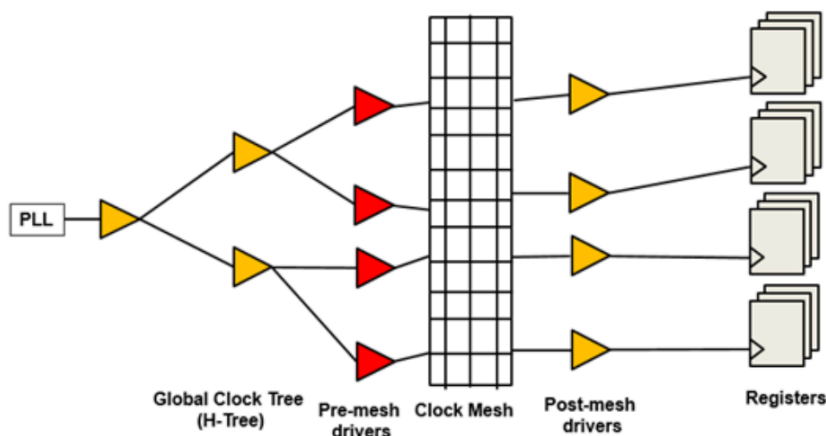 PLL
Global Clock Tree
(H-Tree)
Pre-mesh
drivers
Clock Mesh
Post-mesh
drivers
Registers